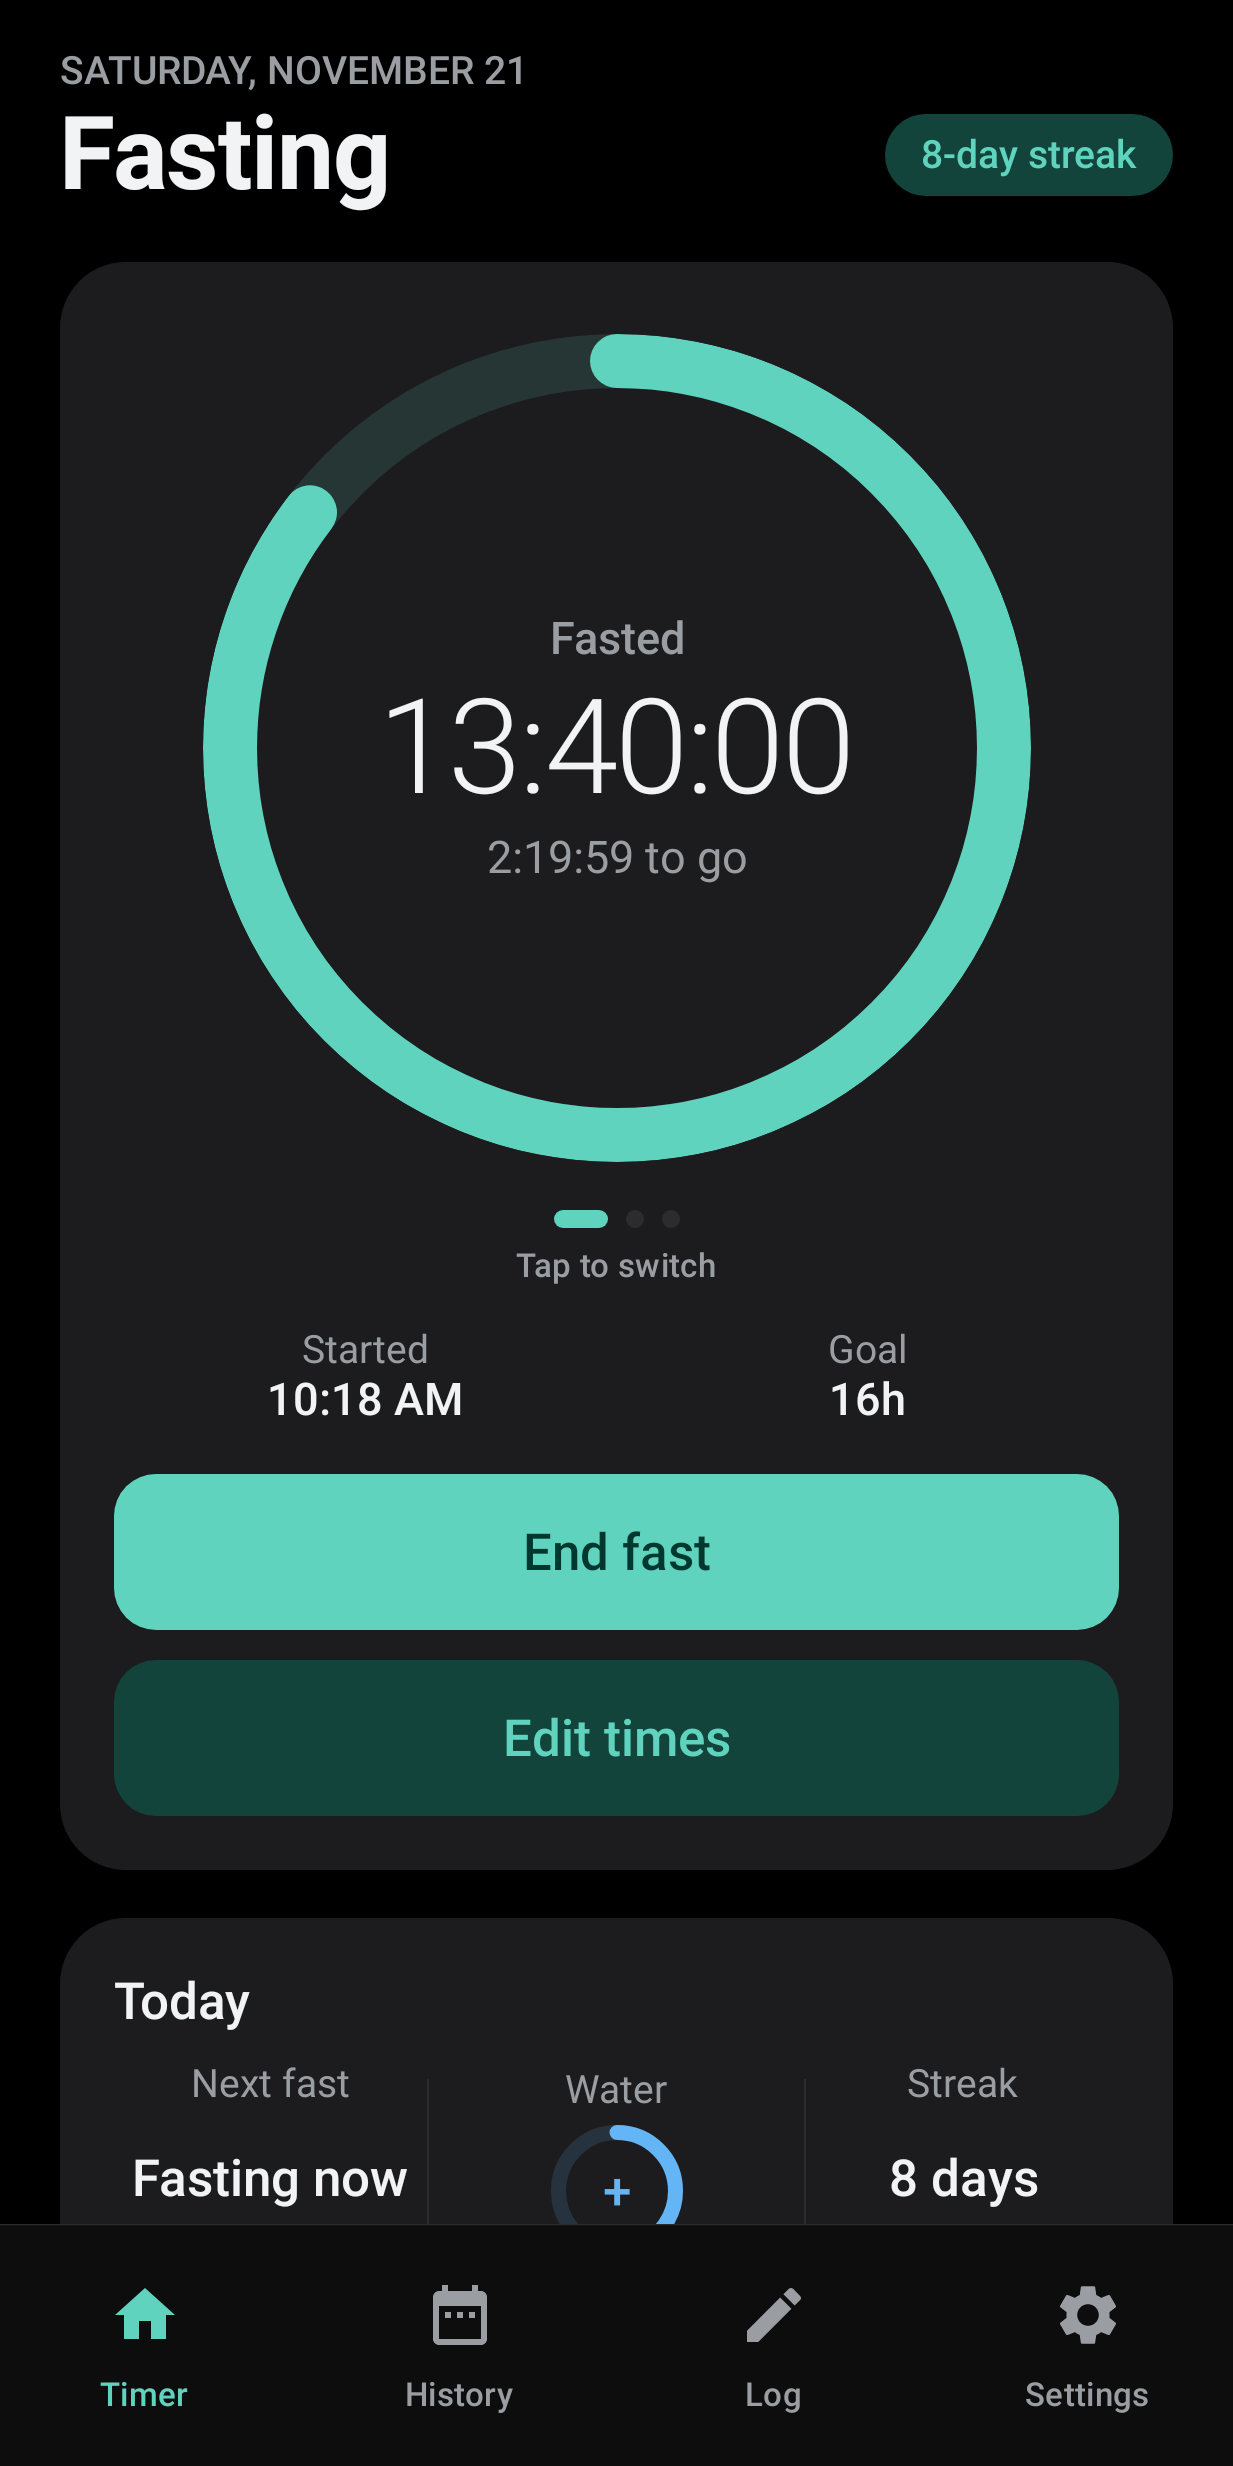 SATURDAY, NOVEMBER 21
Fasting
8-day streak
Fasted
13:40:00
2:19:59 to go
Tap to switch
Started
10:18 AM
Goal
16h
End fast
Edit times
Today
Next fast
Fasting now
Water
+
Streak
8 days
Timer
History
Log
Settings